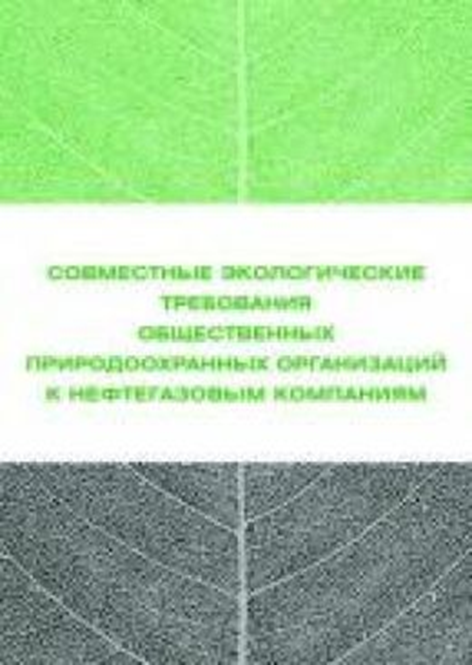 СОВМЕСТНЫЕ ЭКОЛОГИЧЕСКИЕ
ТРЕБОВАНИЯ
ОБЩЕСТВЕННЫХ
ПРИРОДООХРАННЫХ ОРГАНИЗАЦИЙ
К НЕФТЕГАЗОВЫМ КОМПАНИЯМ